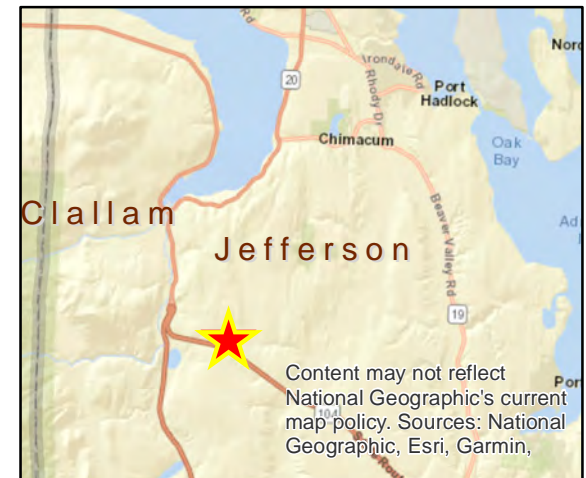 Nord
Irondale Rd
20
Rhody Dr
Port
Hadlock
Chimacum
Oak
Bay
Clallam
Beaver Valley Rd
Ad
Jefferson
19
Content may not reflect
National Geographic's current
map policy. Sources: National
Geographic, Esri, Garmin,
Por
104